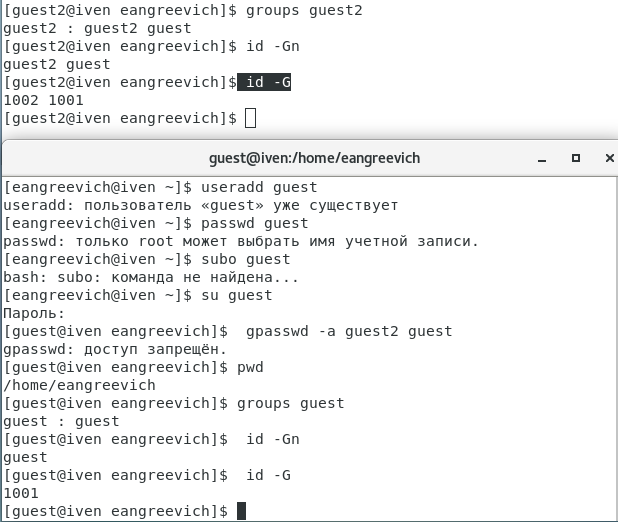 [guest2@iven eangreevich]$ groups guest2
guest2 : guest2 guest
[guest2@iven eangreevich]$ id -Gn
guest2 guest
[guest2@iven eangreevich]$ id -G
1002 1001
[guest2@iven eangreevich]$
guest@iven:/home/eangreevich
[eangreevich@iven ~]$ useradd guest
useradd: пользователь «guest» уже существует
[eangreevich@iven ~]$ passwd guest
passwd: только root может выбрать имя учетной записи.
[eangreevich@iven ~]$ subo guest
bash: subo: команда не найдена...
[eangreevich@iven ~]$ su guest
Пароль:
[guest@iven eangreevich]$  gpasswd -a guest2 guest
gpasswd: доступ запрещён.
[guest@iven eangreevich]$ pwd
/home/eangreevich
[guest@iven eangreevich]$ groups guest
guest : guest
[guest@iven eangreevich]$  id -Gn
guest
[guest@iven eangreevich]$  id -G
1001
[guest@iven eangreevich]$